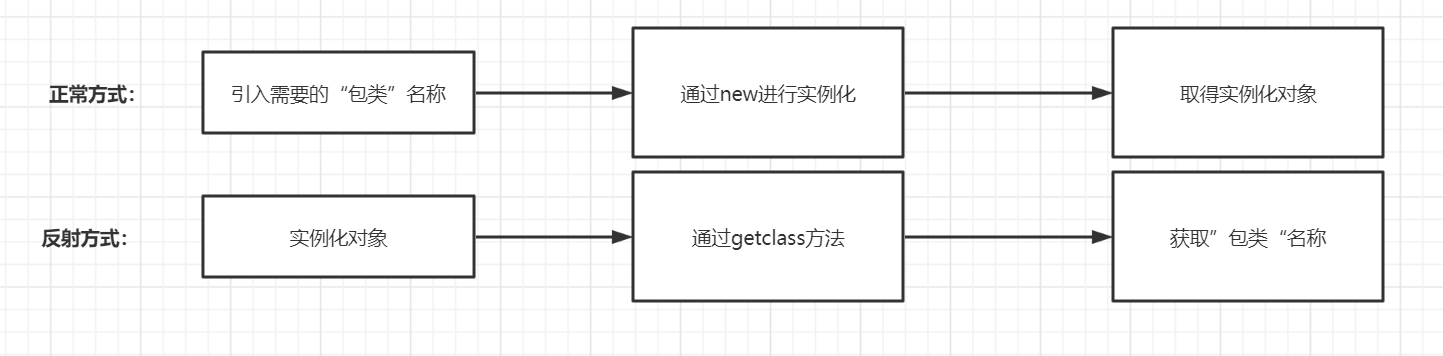 正常方式:
引入需要的“包类”名称
通过new进行实例化
取得实例化对象
反射方式:
实例化对象
通过getclass方法
获取”包类“名称